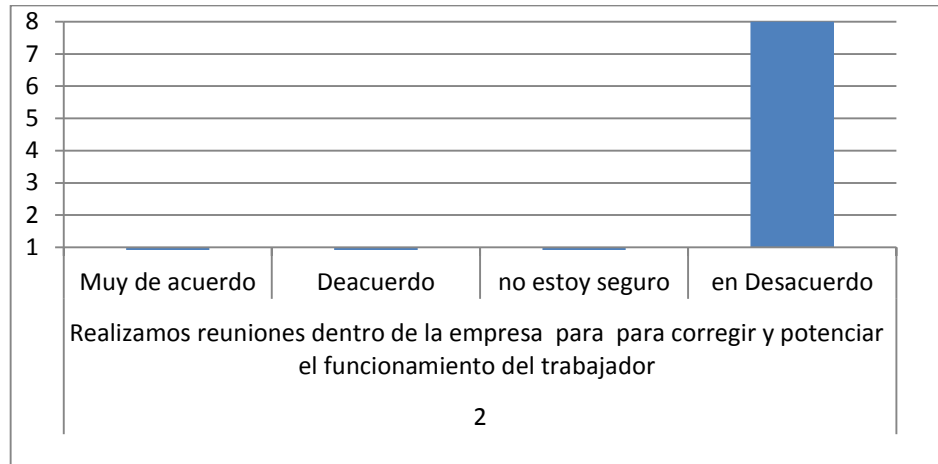 8
7
6
5
4
3
2
1
Muy de acuerdo
Deacuerdo
no estoy seguro
en Desacuerdo
Realizamos reuniones dentro de la empresa  para  para corregir y potenciar
el funcionamiento del trabajador
2